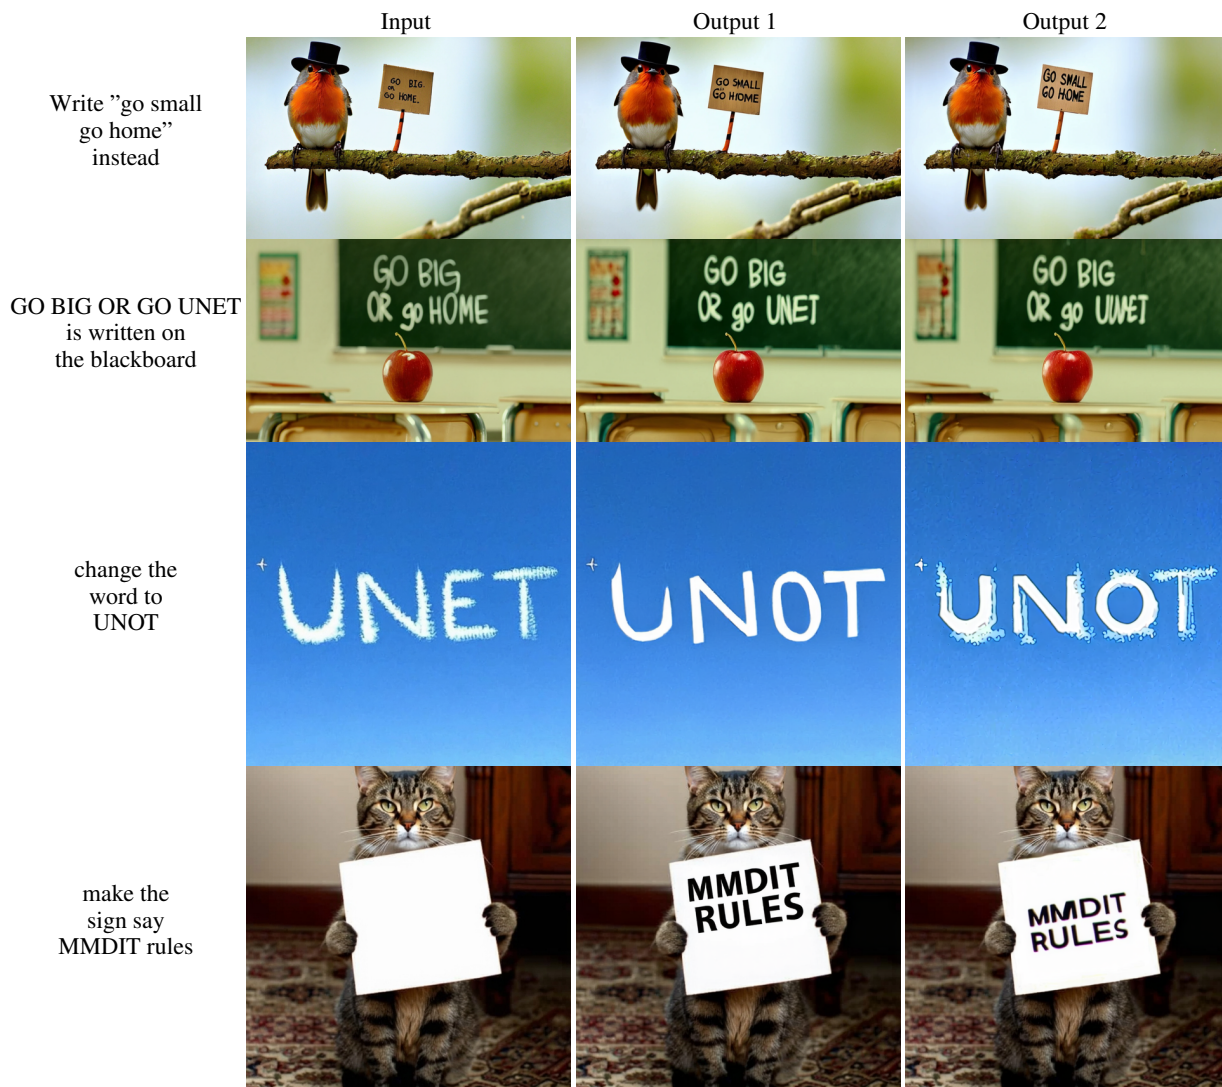 Input
Output 1
Output 2
Write ”go small
go home”
instead
GO BIG.
OR
GO HOME.
GO SMALL
GO HIOME
GO SMALL
GO HOME
GO BIG OR GO UNET
is written on
the blackboard
GO BIG
OR go HOME
GO BIG
OR go UNET
GO BIG
OR go UWET
change the
word to
UNOT
UNET
UNOT
UNOT
make the
sign say
MMDIT rules
MMDIT
RULES
MMDIT
RULES